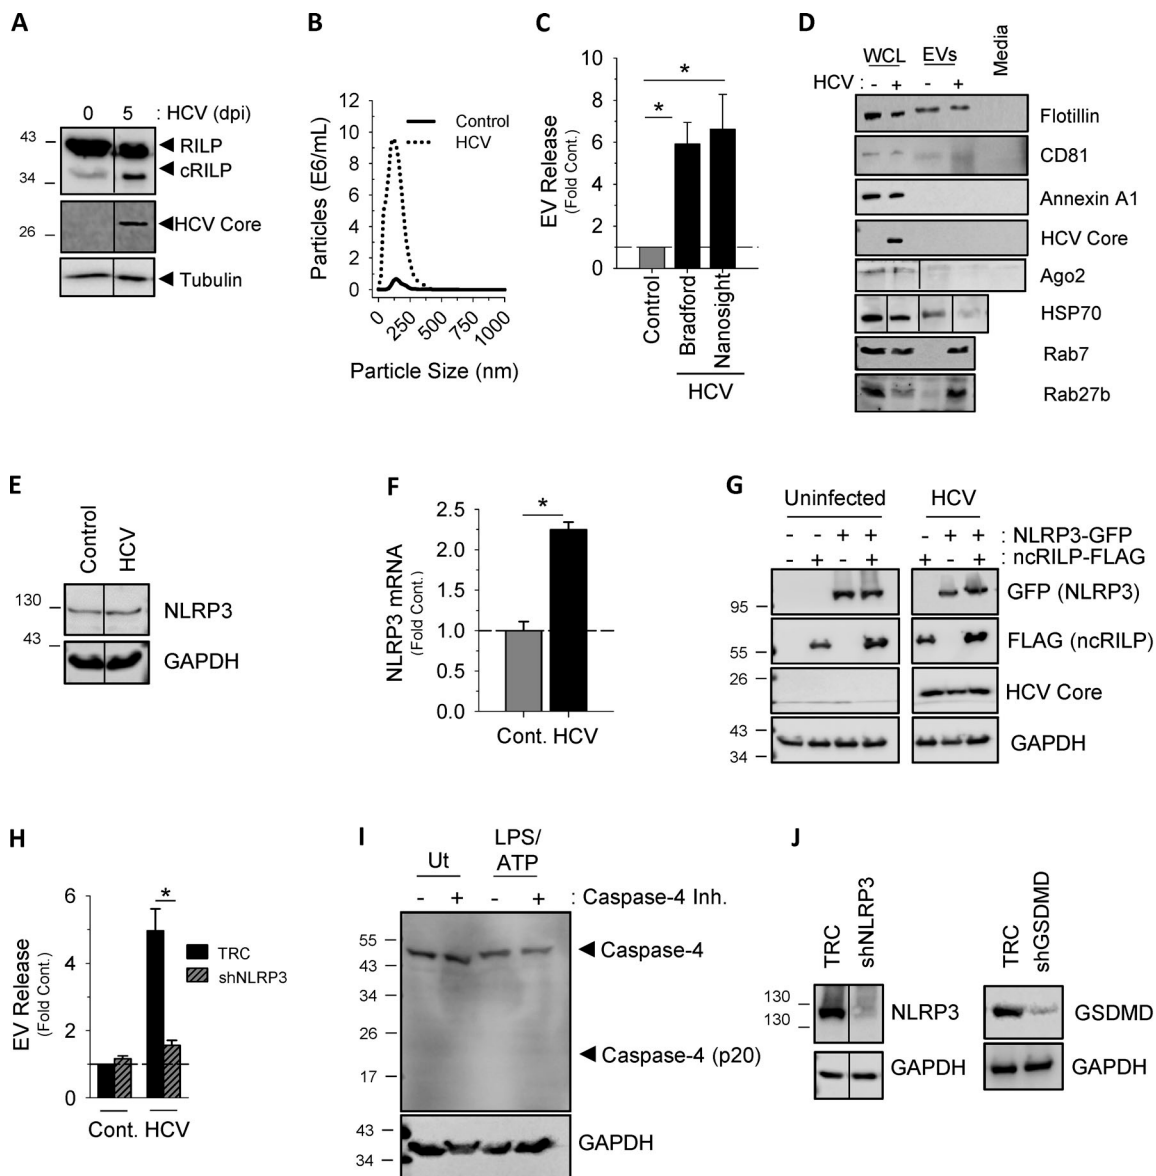 A
0 5 : HCV (dpi)
43
RILP
cRILP
34
HCV Core
26
Tubulin
B
12
10
8
6
4
2
0
Particles (E6/mL)
Control
HCV
0 250 500 750 1000
Particle Size (nm)
C
10
8
6
4
2
0
EV Release
(Fold Cont.)
* *
Control
Bradford
Nanosight
HCV
D
WCL EVs Media
HCV : - + - +
Flotillin
CD81
Annexin A1
HCV Core
Ago2
HSP70
Rab7
Rab27b
E
Control
HCV
130
NLRP3
43
GAPDH
F
2.5
2.0
1.5
1.0
0.5
0.0
NLRP3 mRNA
(Fold Cont.)
*
Cont. HCV
G
Uninfected HCV
- - + + - + + : NLRP3-GFP
- + - + + - + : ncRILP-FLAG
95
GFP (NLRP3)
55
FLAG (ncRILP)
26
HCV Core
43
34
GAPDH
H
6
4
2
0
EV Release
(Fold Cont.)
*
TRC
shNLRP3
Cont. HCV
I
Ut LPS/
ATP
- + - + : Caspase-4 Inh.
55
43
34
26
17
Caspase-4
Caspase-4 (p20)
43
34
GAPDH
J
TRC
shNLRP3
130
130
NLRP3
GAPDH
TRC
shGSDMD
GSDMD
GAPDH